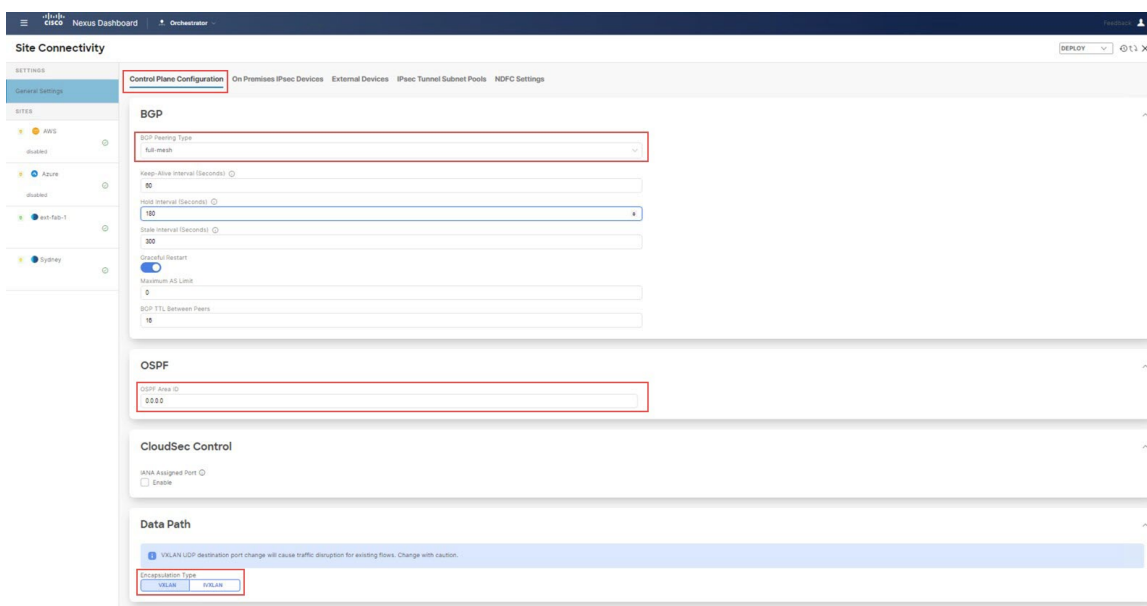 cisco Nexus Dashboard Orchestrator
Feedback
Site Connectivity
DEPLOY
SETTINGS
General Settings
SITES
AWS
disabled
Azure
disabled
ext-fab-1
Sydney
Control Plane Configuration On Premises IPsec Devices External Devices IPsec Tunnel Subnet Pools NDFC Settings
BGP
BGP Peering Type
full-mesh
Keep-Alive Interval (Seconds)
60
Hold Interval (Seconds)
180
Stale Interval (Seconds)
300
Graceful Restart
Maximum AS Limit
0
BGP TTL Between Peers
16
OSPF
OSPF Area ID
0.0.0.0
CloudSec Control
IANA Assigned Port
Enable
Data Path
VXLAN UDP destination port change will cause traffic disruption for existing flows. Change with caution.
Encapsulation Type
VXLAN IVXLAN